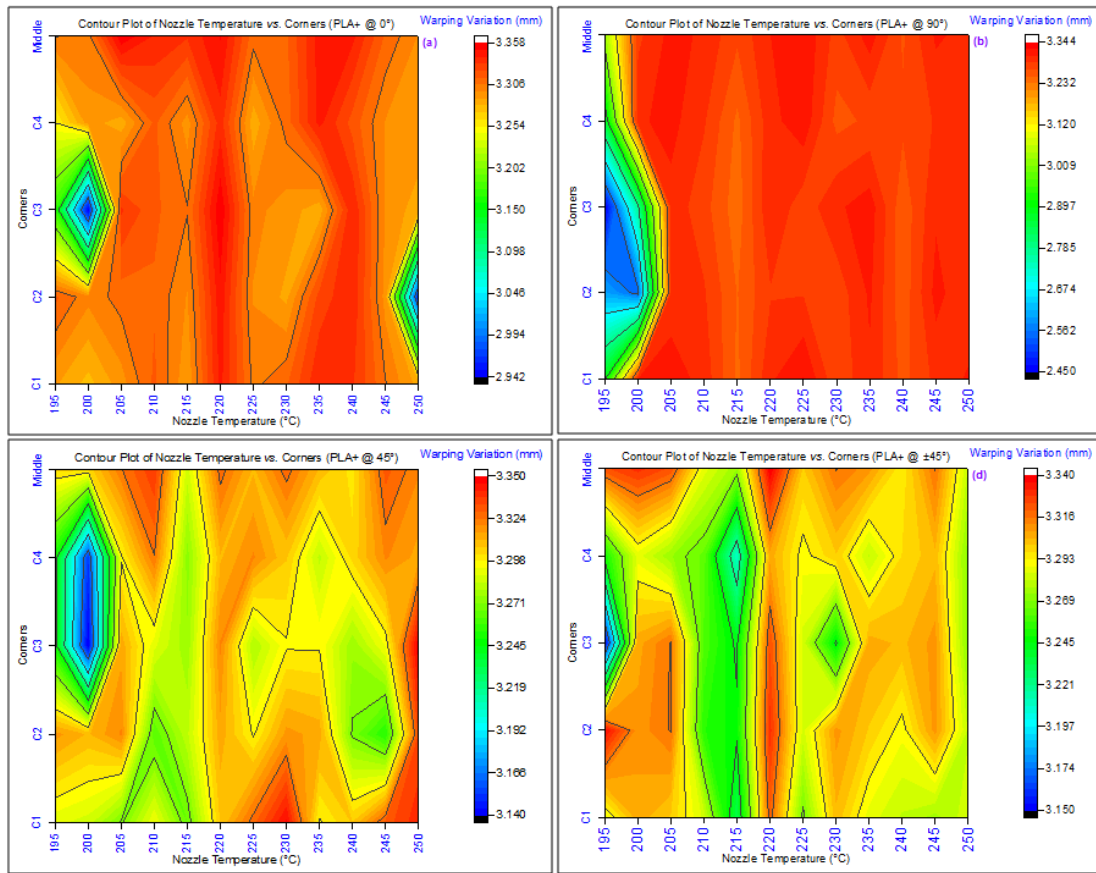 Contour Plot of Nozzle Temperature vs. Corners (PLA+ @ 0°)
Warping Variation (mm)
(a)
3.358
3.306
3.254
3.202
3.150
3.098
3.046
2.994
2.942
Middle
C4
C3
C2
C1
Corners
195 200 205 210 215 220 225 230 235 240 245 250
Nozzle Temperature (°C)
Contour Plot of Nozzle Temperature vs. Corners (PLA+ @ 90°)
Warping Variation (mm)
(b)
3.344
3.232
3.120
3.009
2.897
2.785
2.674
2.562
2.450
Middle
C4
C3
C2
C1
Corners
195 200 205 210 215 220 225 230 235 240 245 250
Nozzle Temperature (°C)
Contour Plot of Nozzle Temperature vs. Corners (PLA+ @ 45°)
Warping Variation (mm)
3.350
3.324
3.298
3.271
3.245
3.219
3.192
3.166
3.140
Middle
C4
C3
C2
C1
Corners
195 200 205 210 215 220 225 230 235 240 245 250
Nozzle Temperature (°C)
Contour Plot of Nozzle Temperature vs. Corners (PLA+ @ ±45°)
Warping Variation (mm)
(d)
3.340
3.316
3.293
3.269
3.245
3.221
3.197
3.174
3.150
Middle
C4
C3
C2
C1
Corners
195 200 205 210 215 220 225 230 235 240 245 250
Nozzle Temperature (°C)